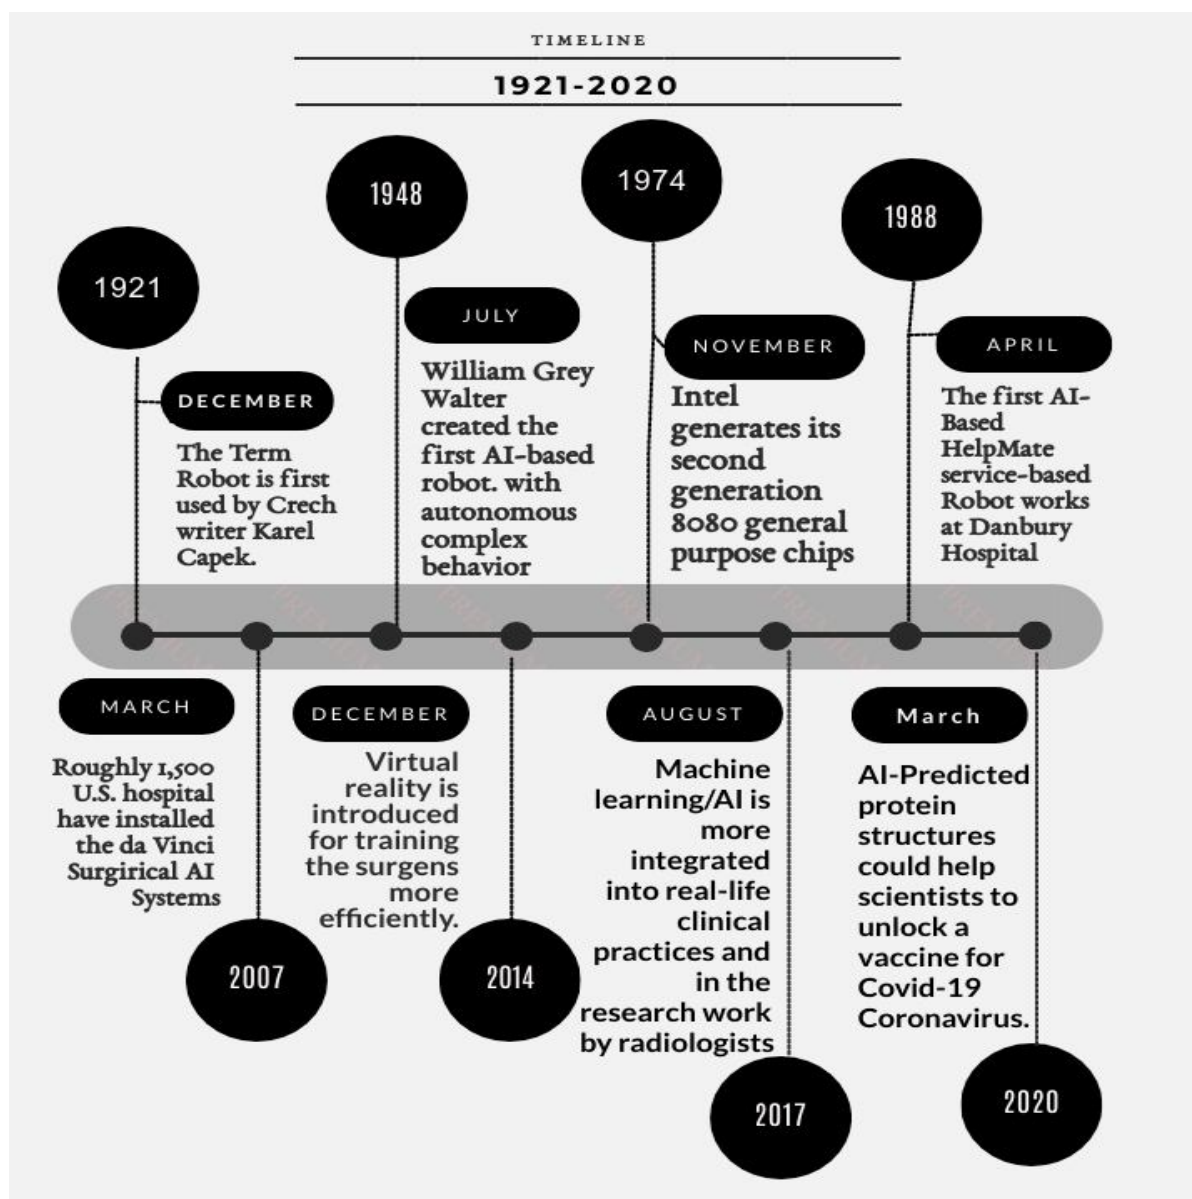 TIMELINE
1921-2020
1921
DECEMBER
The Term
Robot is first
used by Crech
writer Karel
Capek.
1948
JULY
William Grey
Walter
created the
first AI-based
robot. with
autonomous
complex
behavior
1974
NOVEMBER
Intel
generates its
second
generation
8080 general
purpose chips
1988
APRIL
The first AI-
Based
HelpMate
service-based
Robot works
at Danbury
Hospital
MARCH
Roughly 1,500
U.S. hospital
have installed
the da Vinci
Surgirical AI
Systems
2007
DECEMBER
Virtual
reality is
introduced
for training
the surgens
more
efficiently.
2014
AUGUST
Machine
learning/AI is
more
integrated
into real-life
clinical
practices and
in the
research work
by radiologists
2017
March
AI-Predicted
protein
structures
could help
scientists to
unlock a
vaccine for
Covid-19
Coronavirus.
2020